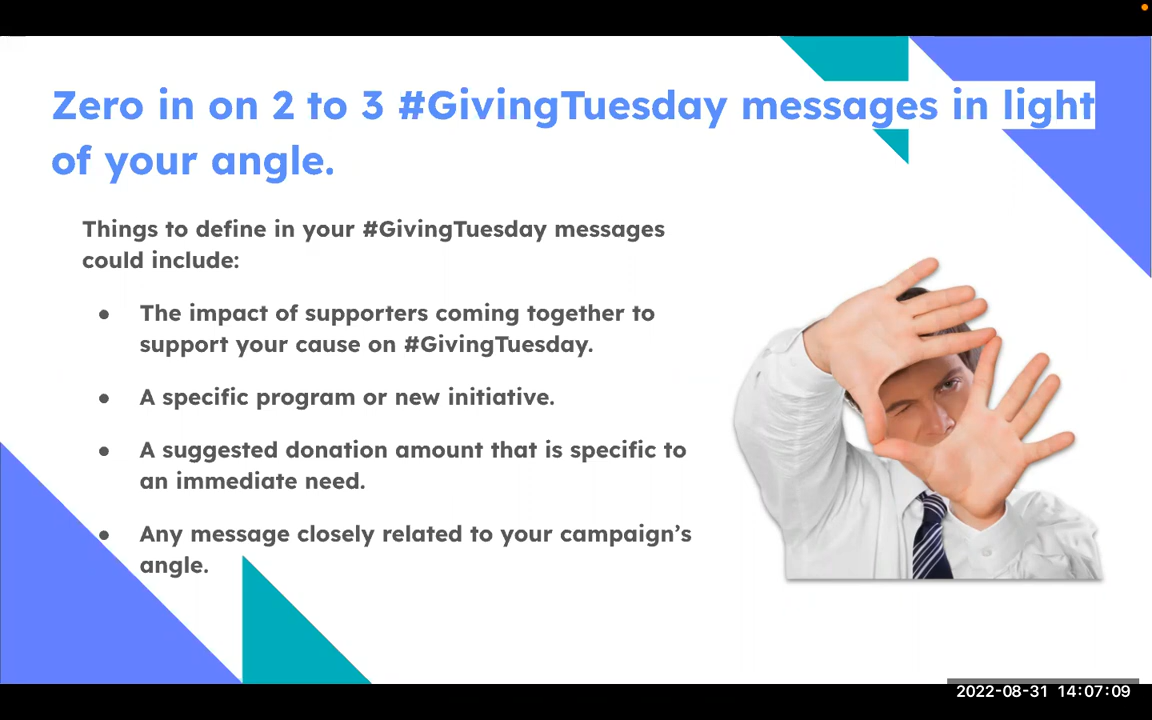 Zero in on 2 to 3 #GivingTuesday messages in light
of your angle.
Things to define in your #GivingTuesday messages
could include:
● The impact of supporters coming together to
support your cause on #GivingTuesday.
● A specific program or new initiative.
● A suggested donation amount that is specific to
an immediate need.
● Any message closely related to your campaign’s
angle.
2022-08-31 14:07:09